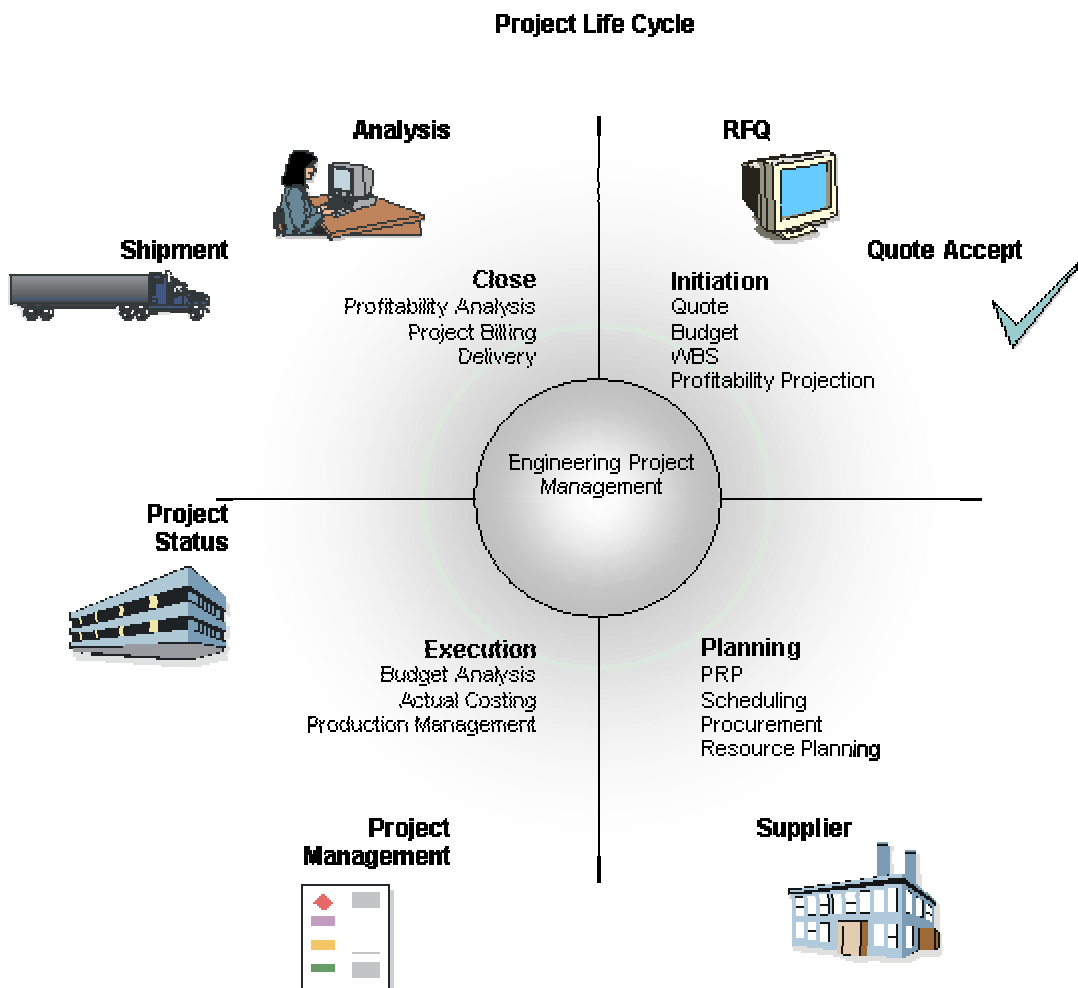 Project Life Cycle
Analysis
RFQ
Shipment
Quote Accept
Close
Profitability Analysis
Project Billing
Delivery
Initiation
Quote
Budget
WBS
Profitability Projection
Engineering Project
Management
Project
Status
Execution
Budget Analysis
Actual Costing
Production Management
Planning
PRP
Scheduling
Procurement
Resource Planning
Project
Management
Supplier